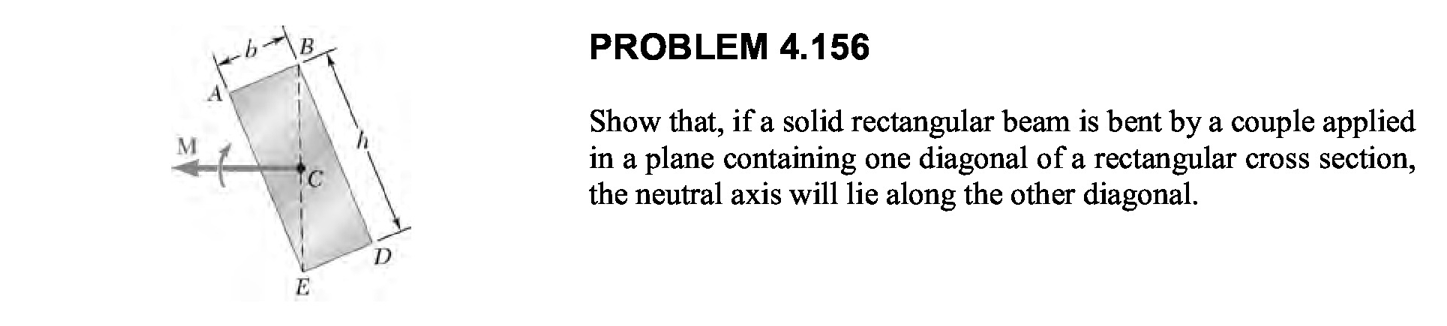 b
B
A
h
M
C
D
E
PROBLEM 4.156
Show that, if a solid rectangular beam is bent by a couple applied
in a plane containing one diagonal of a rectangular cross section,
the neutral axis will lie along the other diagonal.